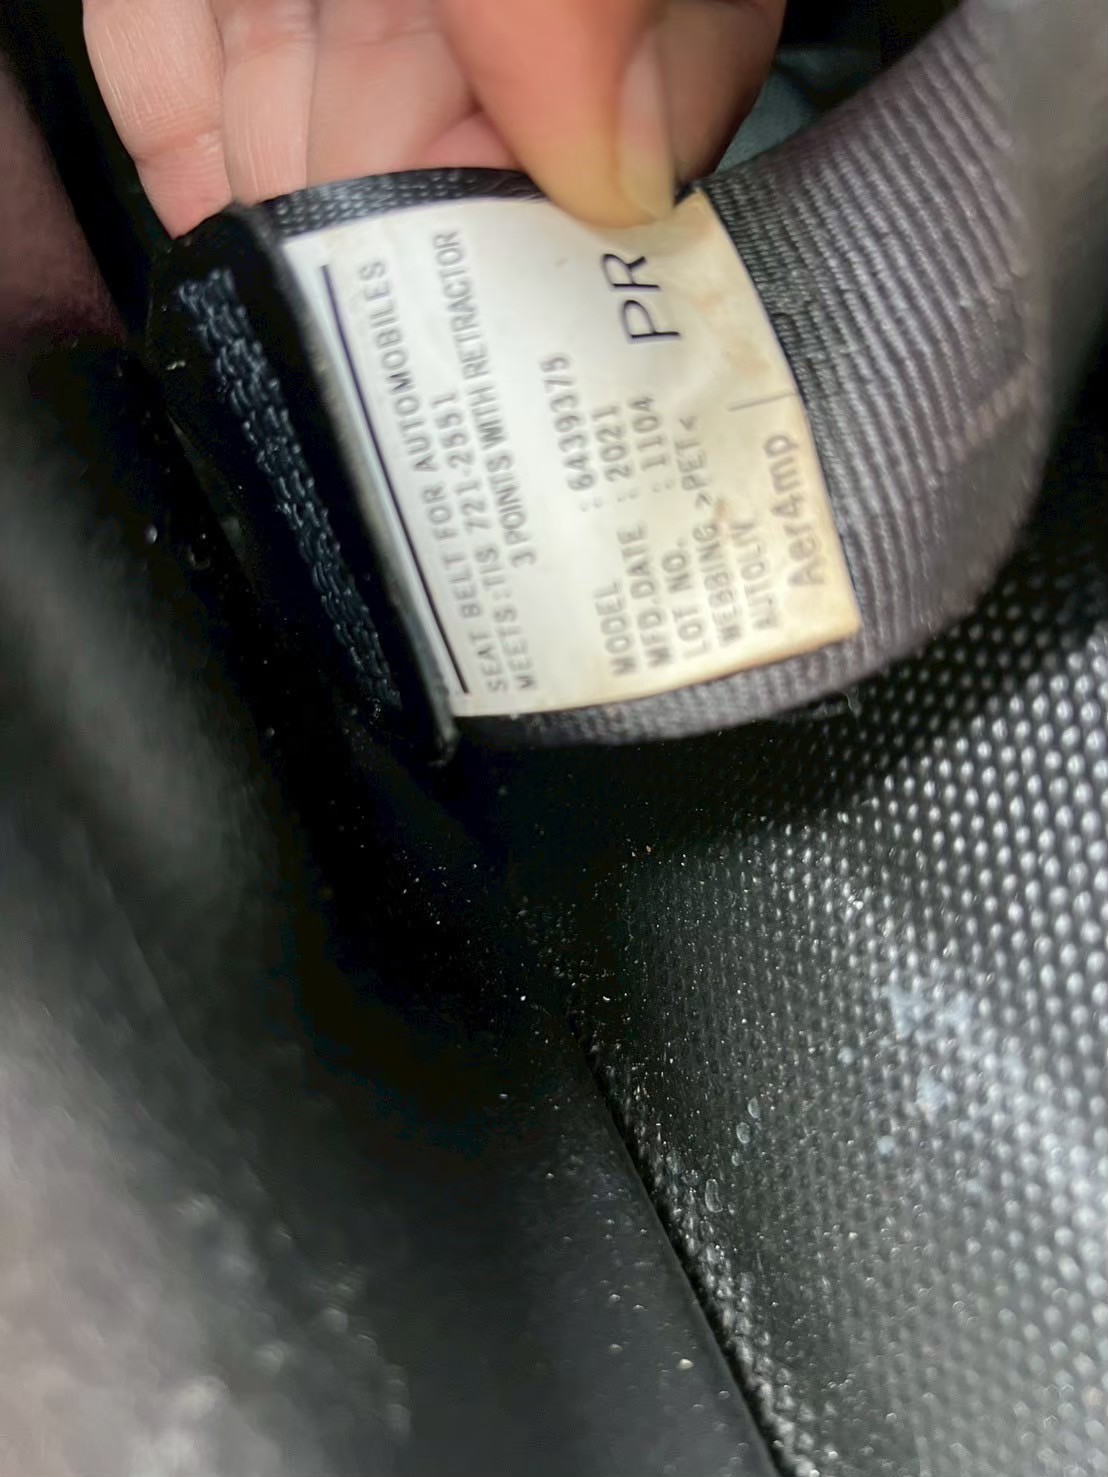 SEAT BELT FOR AUTOMOBILES
MEETS : TIS 721-2551
3 POINTS WITH RETRACTOR
MODEL : 6439375
MFD.DATE : 2021
LOT NO. : 1104
WEBBING >PET<
AUTOLIV
PR
Aer4mp